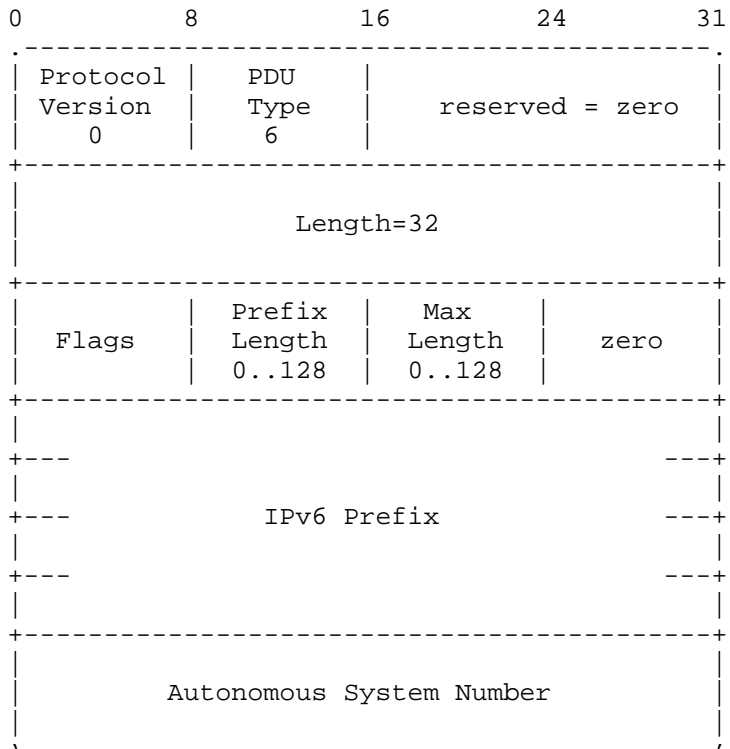 0 8 16 24 31
Protocol PDU
Version Type reserved = zero
0 6
Length=32
Prefix Max
Flags Length Length zero
0..128 0..128
IPv6 Prefix
Autonomous System Number